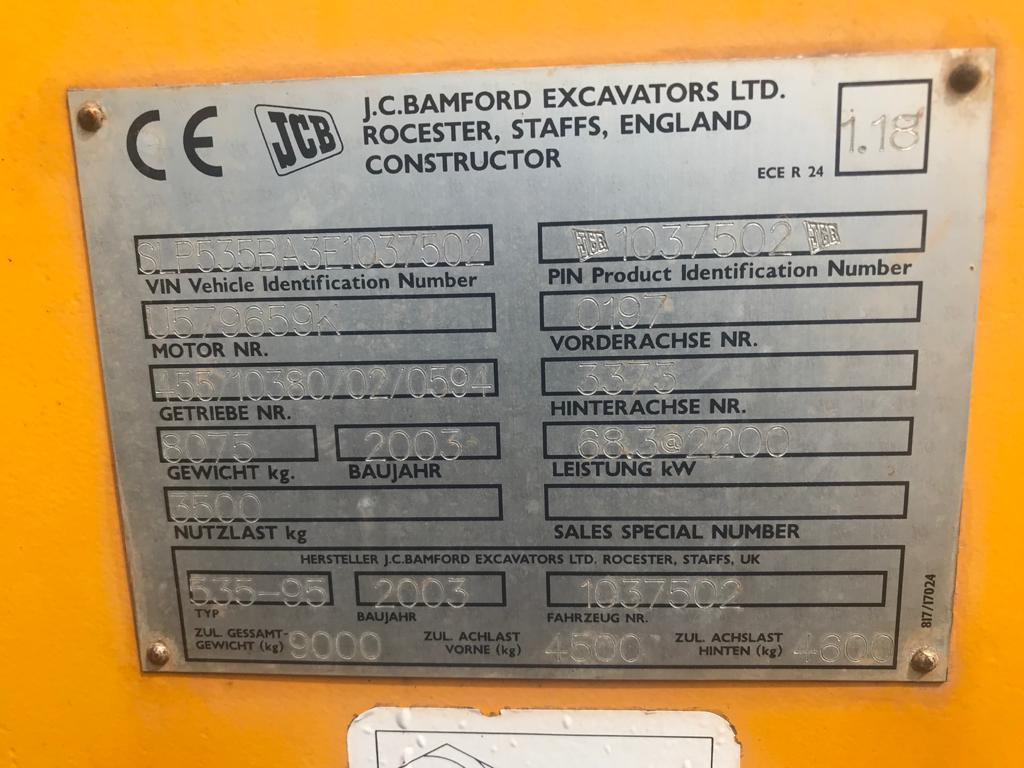 CE JCB J.C.BAMFORD EXCAVATORS LTD.
ROCESTER, STAFFS, ENGLAND
CONSTRUCTOR
ECE R 24
1.18
SLP535BA3E1037502
VIN Vehicle Identification Number
JCB 1037502 JCB
PIN Product Identification Number
U579659K
MOTOR NR.
0197
VORDERACHSE NR.
455/10380/02/0594
GETRIEBE NR.
3373
HINTERACHSE NR.
8075
GEWICHT kg.
2003
BAUJAHR
68.3@2200
LEISTUNG kW
3500
NUTZLAST kg
SALES SPECIAL NUMBER
HERSTELLER J.C.BAMFORD EXCAVATORS LTD. ROCESTER, STAFFS, UK
535-95
TYP
2003
BAUJAHR
1037502
FAHRZEUG NR.
ZUL. GESSAMT-
GEWICHT (kg) 9000
ZUL. ACHLAST
VORNE (kg) 4500
ZUL. ACHSLAST
HINTEN (kg) 4600
817/17024